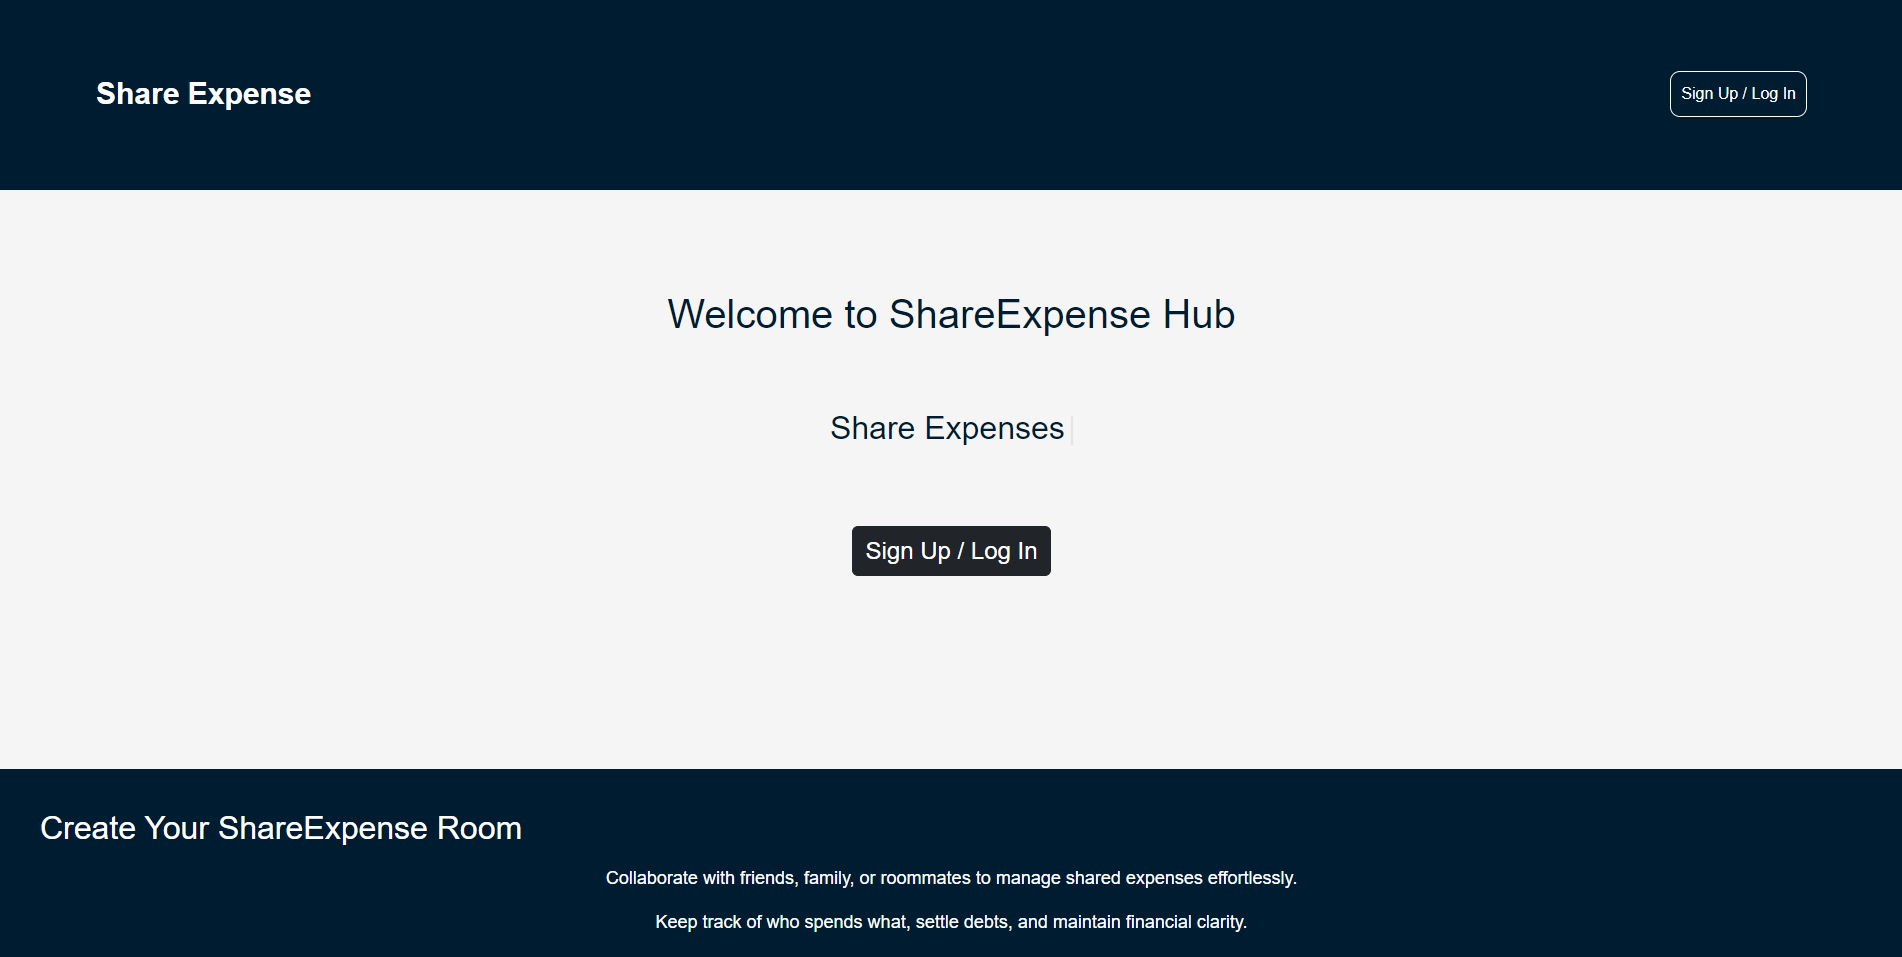 Share Expense
Sign Up / Log In
Welcome to ShareExpense Hub
Share Expenses
Sign Up / Log In
Create Your ShareExpense Room
Collaborate with friends, family, or roommates to manage shared expenses effortlessly.
Keep track of who spends what, settle debts, and maintain financial clarity.